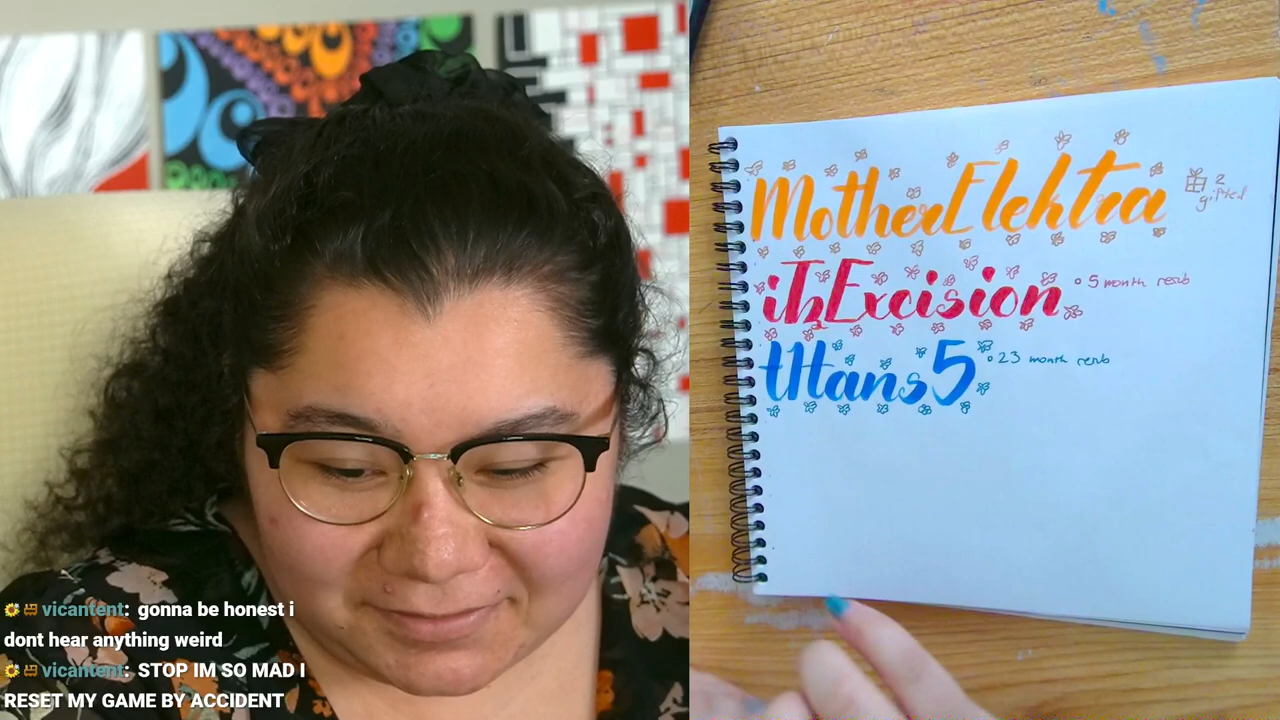 MotherElektra
2
gifted
ihExcision
5 month resub
titans5
23 month resub
vicantent: gonna be honest i
dont hear anything weird
vicantent: STOP IM SO MAD I
RESET MY GAME BY ACCIDENT